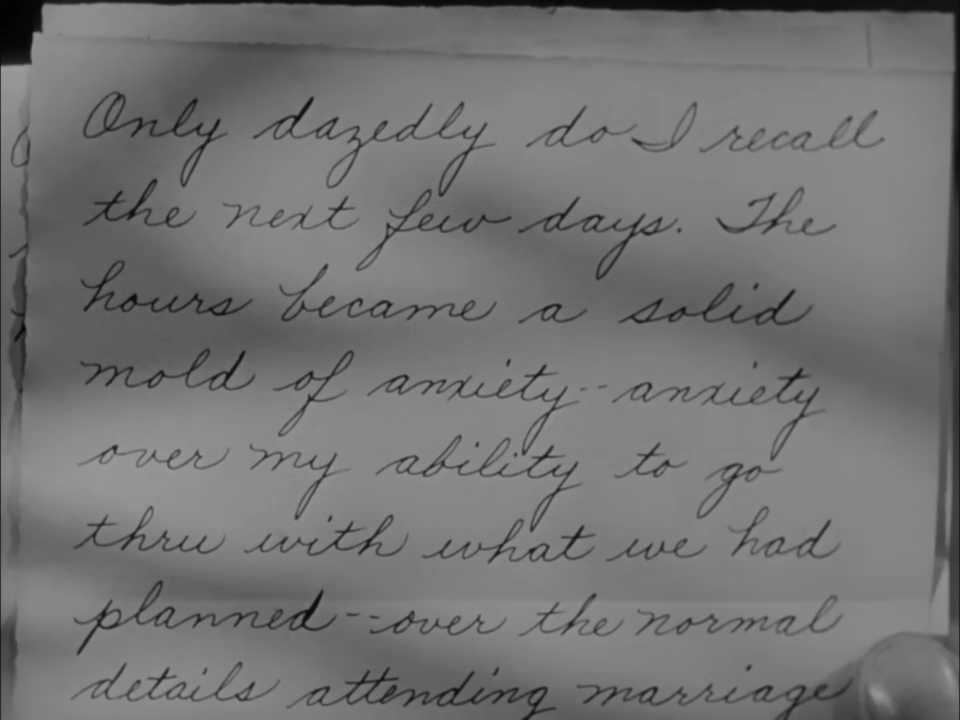 Only dazedly do I recall
the next few days. The
hours became a solid
mold of anxiety--anxiety
over my ability to go
thru with what we had
planned--over the normal
details attending marriage